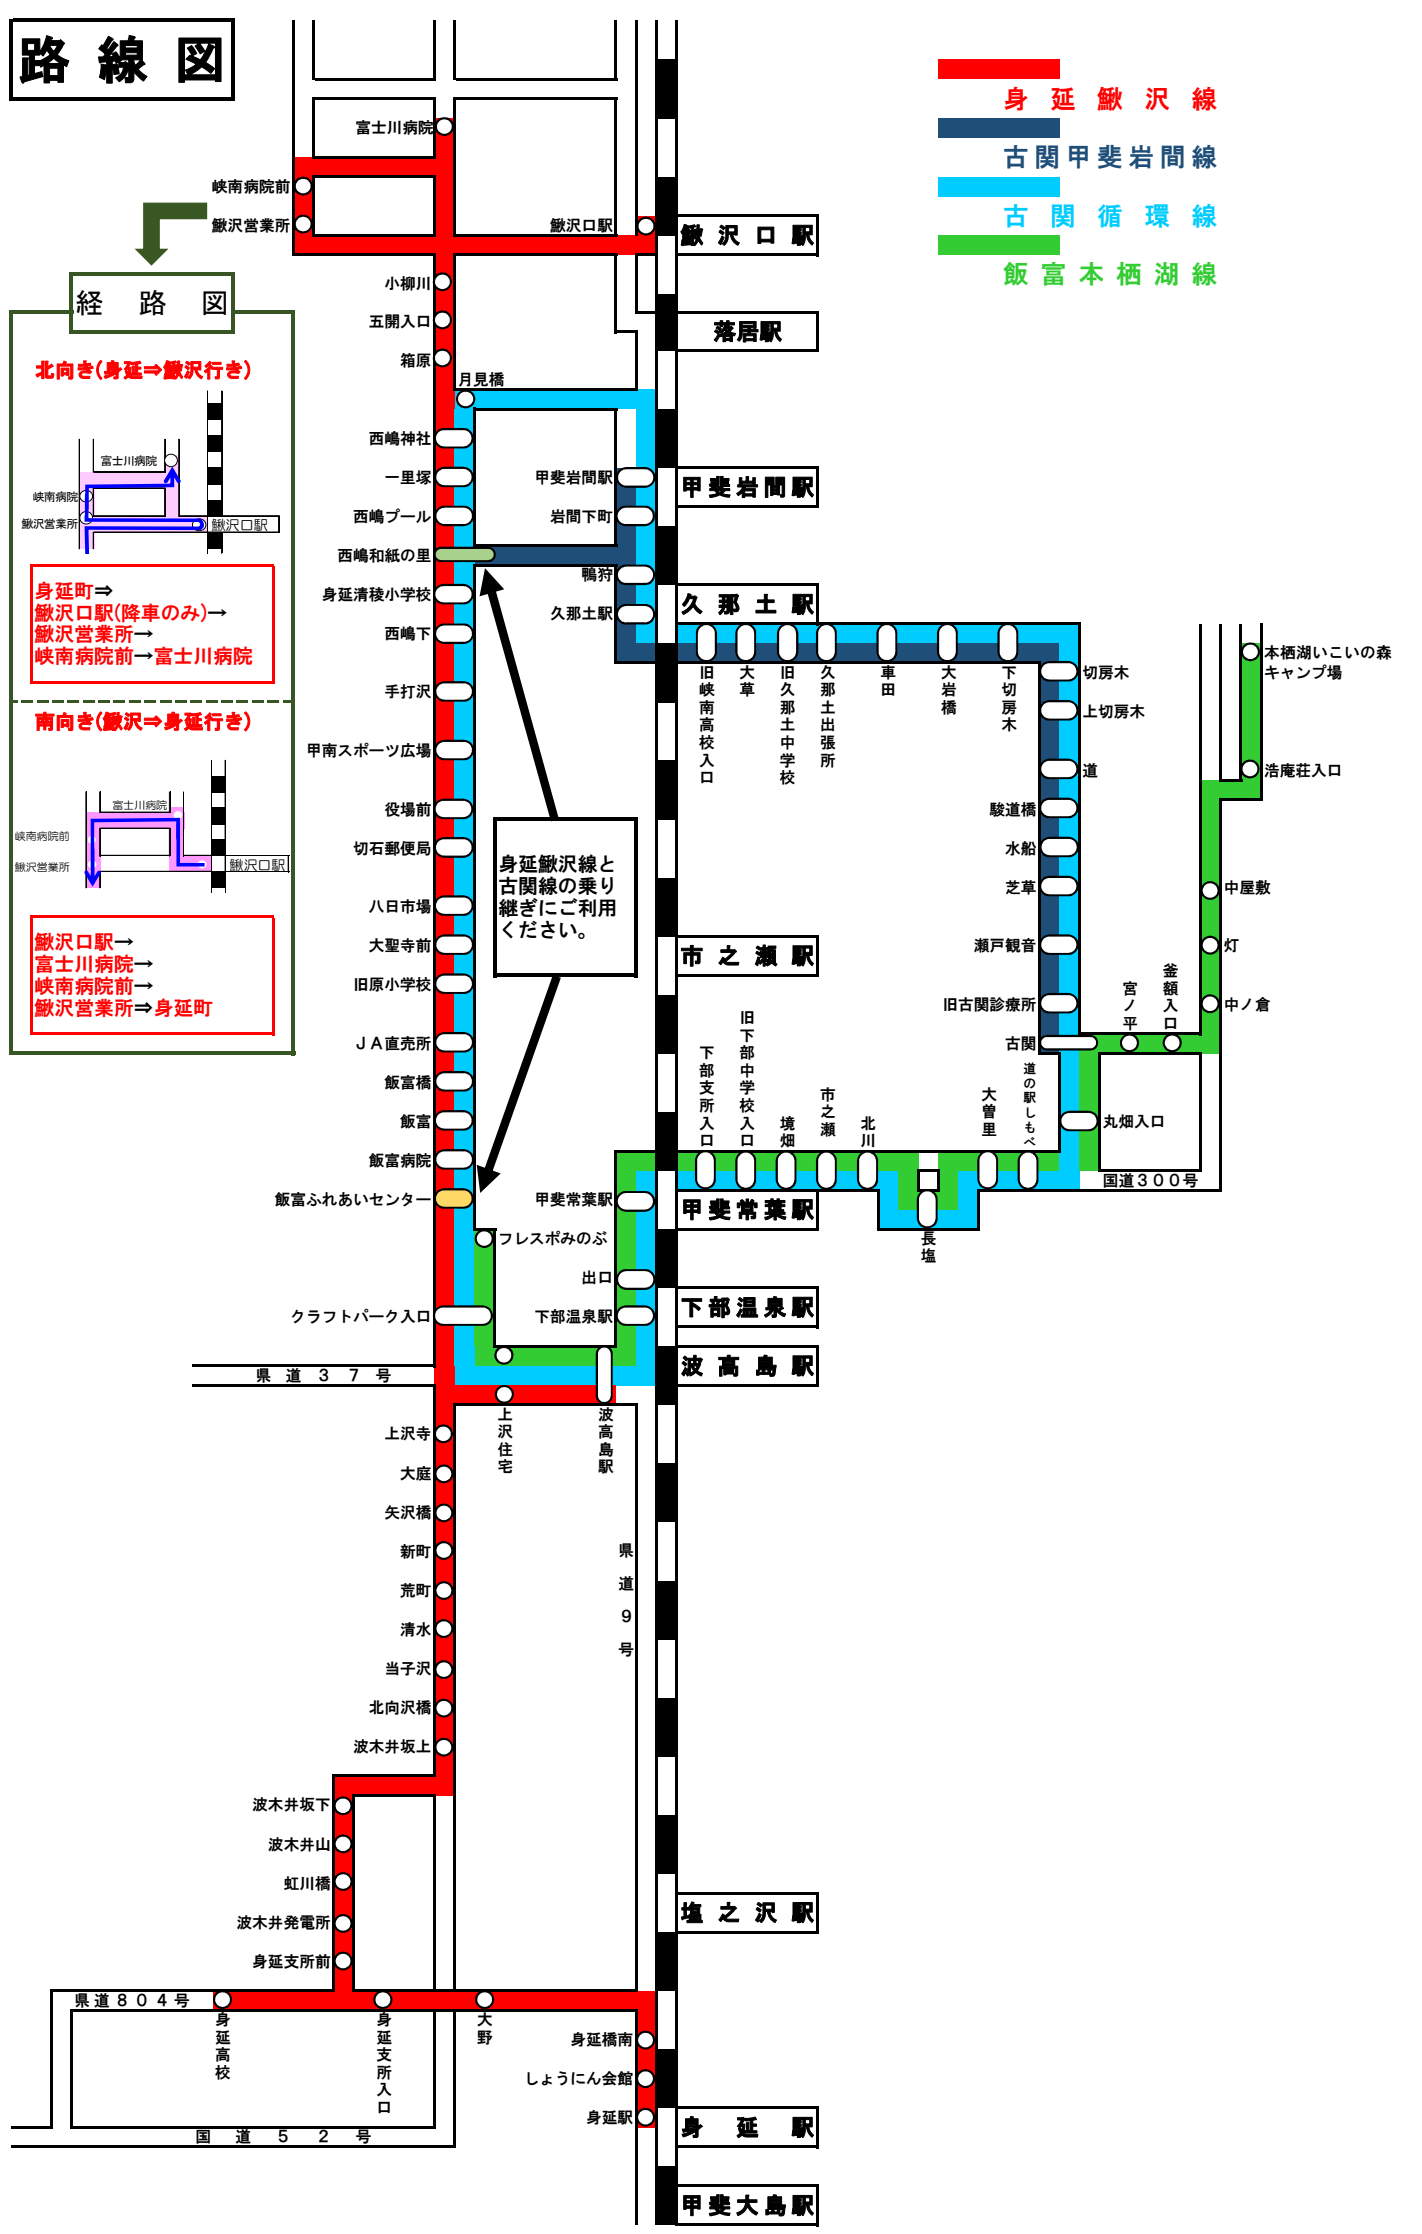 路線図
身延鰍沢線
古関甲斐岩間線
古関循環線
飯富本栖湖線
富士川病院
峡南病院前
鰍沢営業所
鰍沢口駅
鰍沢口駅
小柳川
五開入口
箱原
落居駅
月見橋
西嶋神社
一里塚
西嶋プール
西嶋和紙の里
身延清稜小学校
西嶋下
手打沢
甲南スポーツ広場
役場前
切石郵便局
八日市場
大聖寺前
旧原小学校
JA直売所
飯富橋
飯富
飯富病院
飯富ふれあいセンター
フレスポみのぶ
クラフトパーク入口
県道37号
甲斐岩間駅
岩間下町
鴨狩
久那土駅
甲斐岩間駅
久那土駅
旧峡南高校入口
大草
旧久那土中学校
久那土出張所
車田
大岩橋
下切房木
切房木
上切房木
道
駿道橋
水船
芝草
瀬戸観音
旧古関診療所
古関
本栖湖いこいの森
キャンプ場
浩庵荘入口
中屋敷
灯
中ノ倉
釜額入口
宮ノ平
丸畑入口
国道300号
道の駅しもべ
大曽里
長塩
北川
市之瀬
境畑
旧下部中学校入口
下部支所入口
市之瀬駅
甲斐常葉駅
甲斐常葉駅
出口
下部温泉駅
下部温泉駅
波高島駅
波高島駅
上沢住宅
身延鰍沢線と
古関線の乗り
継ぎにご利用
ください。
上沢寺
大庭
矢沢橋
新町
荒町
清水
当子沢
北向沢橋
波木井坂上
県道9号
波木井坂下
波木井山
虹川橋
波木井発電所
身延支所前
塩之沢駅
県道804号
身延高校
身延支所入口
大野
身延橋南
しょうにん会館
身延駅
身延駅
国道52号
甲斐大島駅
経路図
北向き(身延⇒鰍沢行き)
富士川病院
峡南病院
鰍沢営業所
鰍沢口駅
身延町⇒
鰍沢口駅(降車のみ)→
鰍沢営業所→
峡南病院前→富士川病院
南向き(鰍沢⇒身延行き)
富士川病院
峡南病院前
鰍沢営業所
鰍沢口駅
鰍沢口駅→
富士川病院→
峡南病院前→
鰍沢営業所⇒身延町